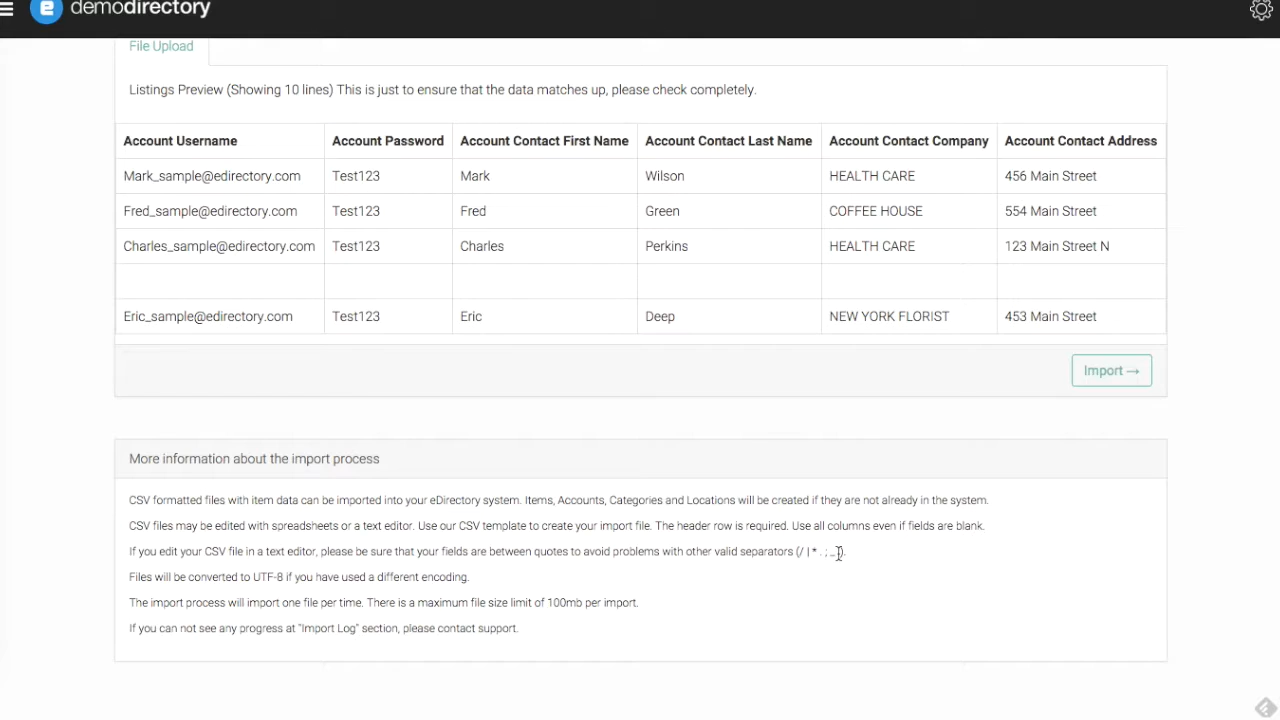 e demodirectory
File Upload
Listings Preview (Showing 10 lines) This is just to ensure that the data matches up, please check completely.
Account Username Account Password Account Contact First Name Account Contact Last Name Account Contact Company Account Contact Address
Mark_sample@edirectory.com Test123 Mark Wilson HEALTH CARE 456 Main Street
Fred_sample@edirectory.com Test123 Fred Green COFFEE HOUSE 554 Main Street
Charles_sample@edirectory.com Test123 Charles Perkins HEALTH CARE 123 Main Street N
Eric_sample@edirectory.com Test123 Eric Deep NEW YORK FLORIST 453 Main Street
Import →
More information about the import process
CSV formatted files with item data can be imported into your eDirectory system. Items, Accounts, Categories and Locations will be created if they are not already in the system.
CSV files may be edited with spreadsheets or a text editor. Use our CSV template to create your import file. The header row is required. Use all columns even if fields are blank.
If you edit your CSV file in a text editor, please be sure that your fields are between quotes to avoid problems with other valid separators (/ | * . ; _
Files will be converted to UTF-8 if you have used a different encoding.
The import process will import one file per time. There is a maximum file size limit of 100mb per import.
If you can not see any progress at "Import Log" section, please contact support.